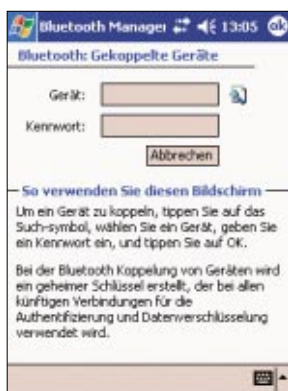 Bluetooth Manager 13:05 ok
Bluetooth: Gekoppelte Geräte
Gerät:
Kennwort:
Abbrechen
So verwenden Sie diesen Bildschirm
Um ein Gerät zu koppeln, tippen Sie auf das
Such-symbol, wählen Sie ein Gerät, geben Sie
ein Kennwort ein, und tippen Sie auf OK.
Bei der Bluetooth Koppelung von Geräten wird
ein geheimer Schlüssel erstellt, der bei allen
künftigen Verbindungen für die
Authentifizierung und Datenverschlüsselung
verwendet wird.